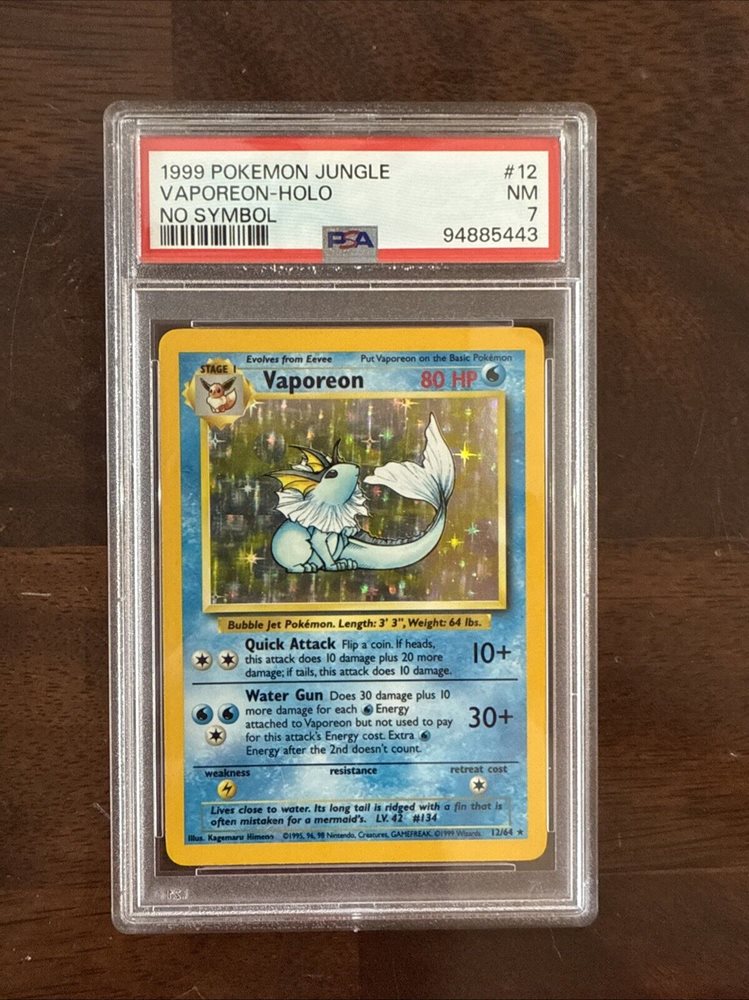 1999 POKEMON JUNGLE #12
VAPOREON-HOLO NM
NO SYMBOL 7
PSA 94885443
Evolves from Eevee Put Vaporeon on the Basic Pokémon
STAGE 1 Vaporeon 80 HP
Bubble Jet Pokémon. Length: 3' 3", Weight: 64 lbs.
Quick Attack Flip a coin. If heads,
this attack does 10 damage plus 20 more 10+
damage; if tails, this attack does 10 damage.
Water Gun Does 30 damage plus 10
more damage for each Energy
attached to Vaporeon but not used to pay 30+
for this attack's Energy cost. Extra
Energy after the 2nd doesn't count.
weakness resistance retreat cost
Lives close to water. Its long tail is ridged with a fin that is
often mistaken for a mermaid's. LV. 42 #134
Illus. Kagemaru Himeno ©1995, 96, 98 Nintendo, Creatures, GAMEFREAK. ©1999 Wizards. 12/64 ★